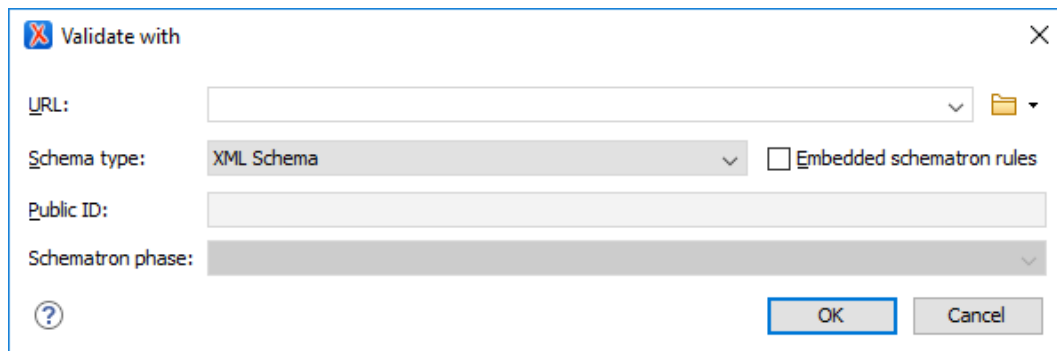 Validate with
URL:
Schema type: XML Schema Embedded schematron rules
Public ID:
Schematron phase:
? OK Cancel